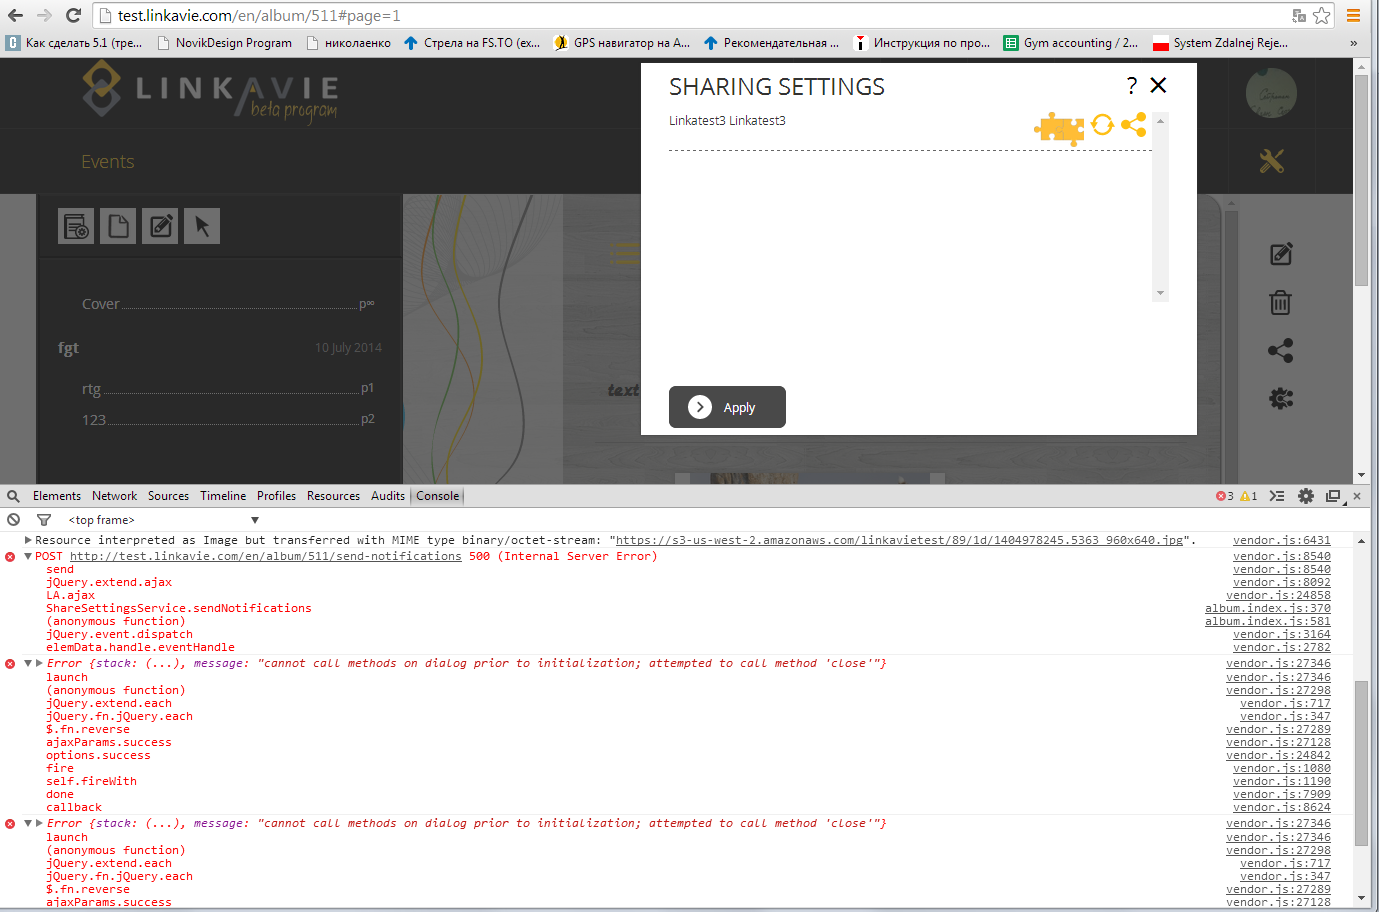 test.linkavie.com/en/album/511#page=1
Как сделать 5.1 (тре... NovikDesign Program николаенко Стрела на FS.TO (ex... GPS навигатор на A... Рекомендательная ... Инструкция по про... Gym accounting / 2... System Zdalnej Reje... »
LINKAVIE
beta program
Events
Cover p∞
fgt 10 July 2014
rtg p1
123 p2
text
SHARING SETTINGS ? ✕
Linkatest3 Linkatest3
Apply
Elements Network Sources Timeline Profiles Resources Audits Console 3 1
<top frame>
Resource interpreted as Image but transferred with MIME type binary/octet-stream: "https://s3-us-west-2.amazonaws.com/linkavietest/89/1d/1404978245.5363_960x640.jpg". vendor.js:6431
POST http://test.linkavie.com/en/album/511/send-notifications 500 (Internal Server Error) vendor.js:8540
send vendor.js:8540
jQuery.extend.ajax vendor.js:8092
LA.ajax vendor.js:24858
ShareSettingsService.sendNotifications album.index.js:370
(anonymous function) album.index.js:581
jQuery.event.dispatch vendor.js:3164
elemData.handle.eventHandle vendor.js:2782
Error {stack: (...), message: "cannot call methods on dialog prior to initialization; attempted to call method 'close'"} vendor.js:27346
launch vendor.js:27346
(anonymous function) vendor.js:27298
jQuery.extend.each vendor.js:717
jQuery.fn.jQuery.each vendor.js:347
$.fn.reverse vendor.js:27289
ajaxParams.success vendor.js:27128
options.success vendor.js:24842
fire vendor.js:1080
self.fireWith vendor.js:1190
done vendor.js:7909
callback vendor.js:8624
Error {stack: (...), message: "cannot call methods on dialog prior to initialization; attempted to call method 'close'"} vendor.js:27346
launch vendor.js:27346
(anonymous function) vendor.js:27298
jQuery.extend.each vendor.js:717
jQuery.fn.jQuery.each vendor.js:347
$.fn.reverse vendor.js:27289
ajaxParams.success vendor.js:27128